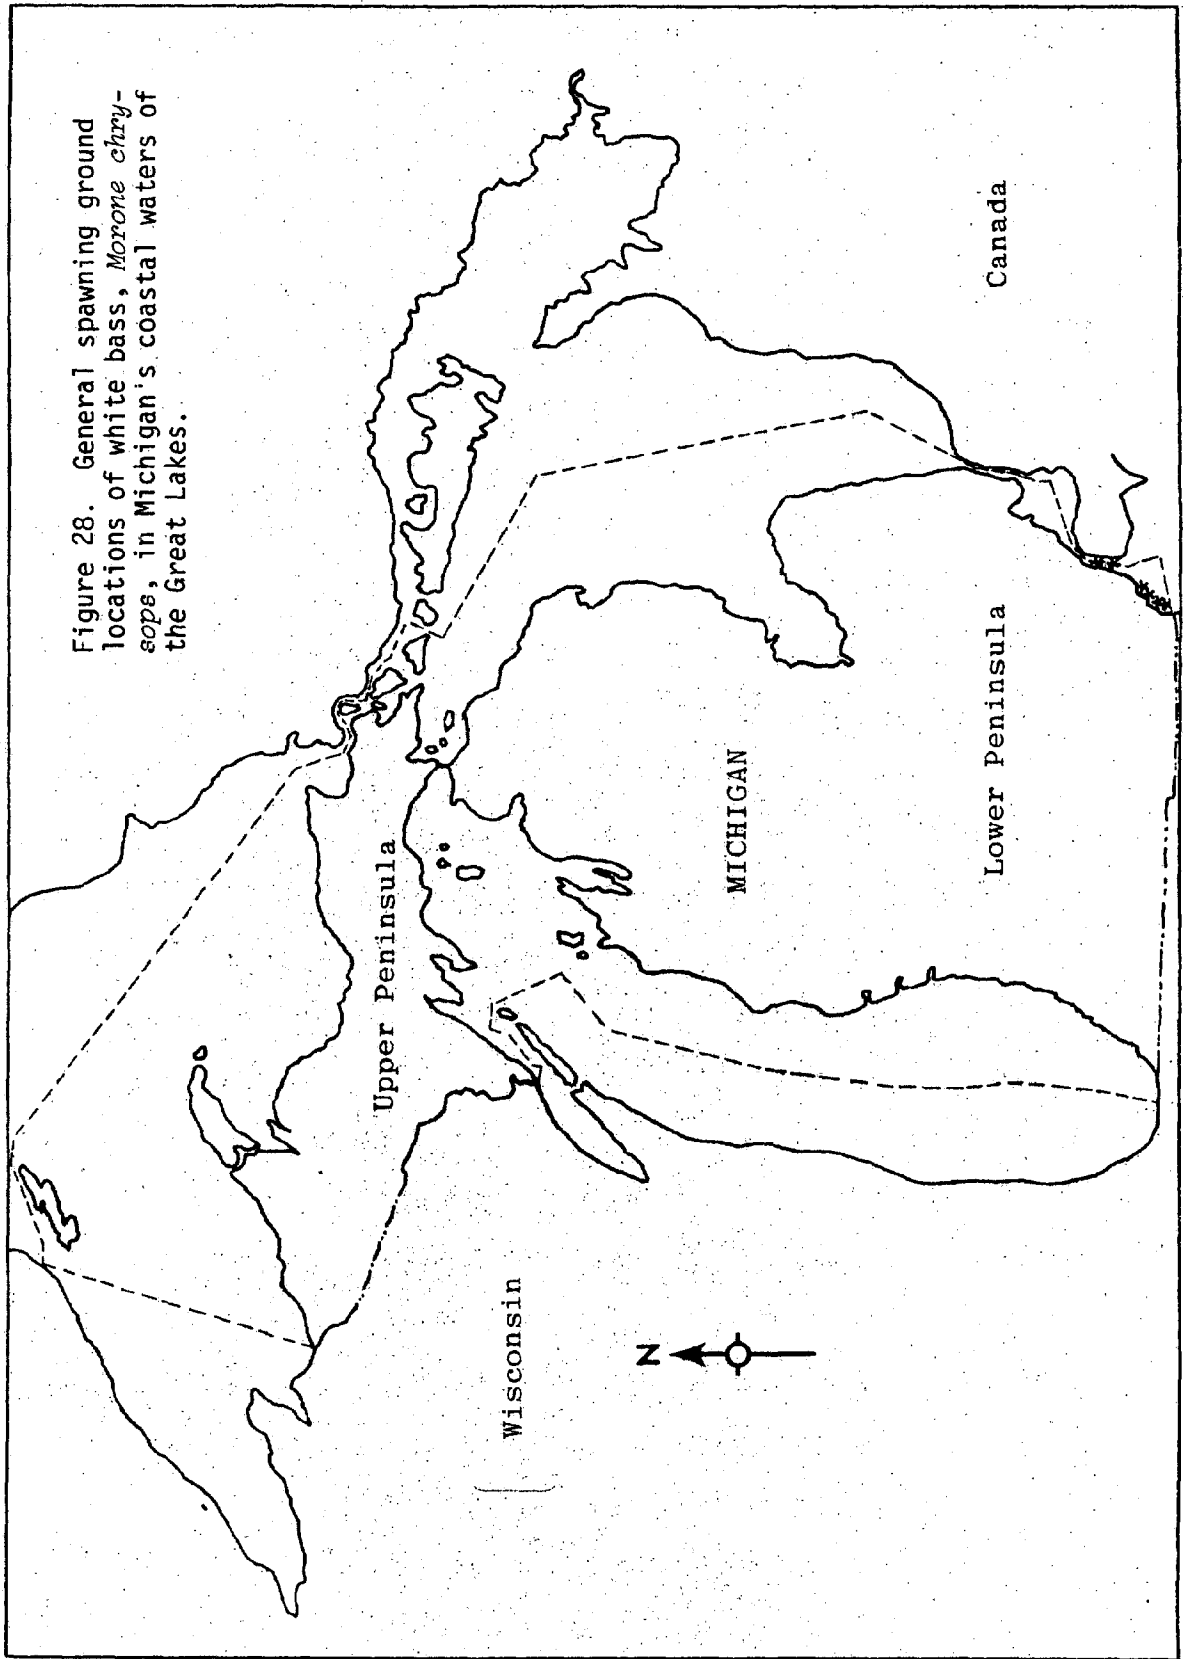 Figure 28. General spawning ground
locations of white bass, Morone chry-
sops, in Michigan's coastal waters of
the Great Lakes.
Canada
Upper Peninsula
MICHIGAN
Lower Peninsula
Wisconsin
N